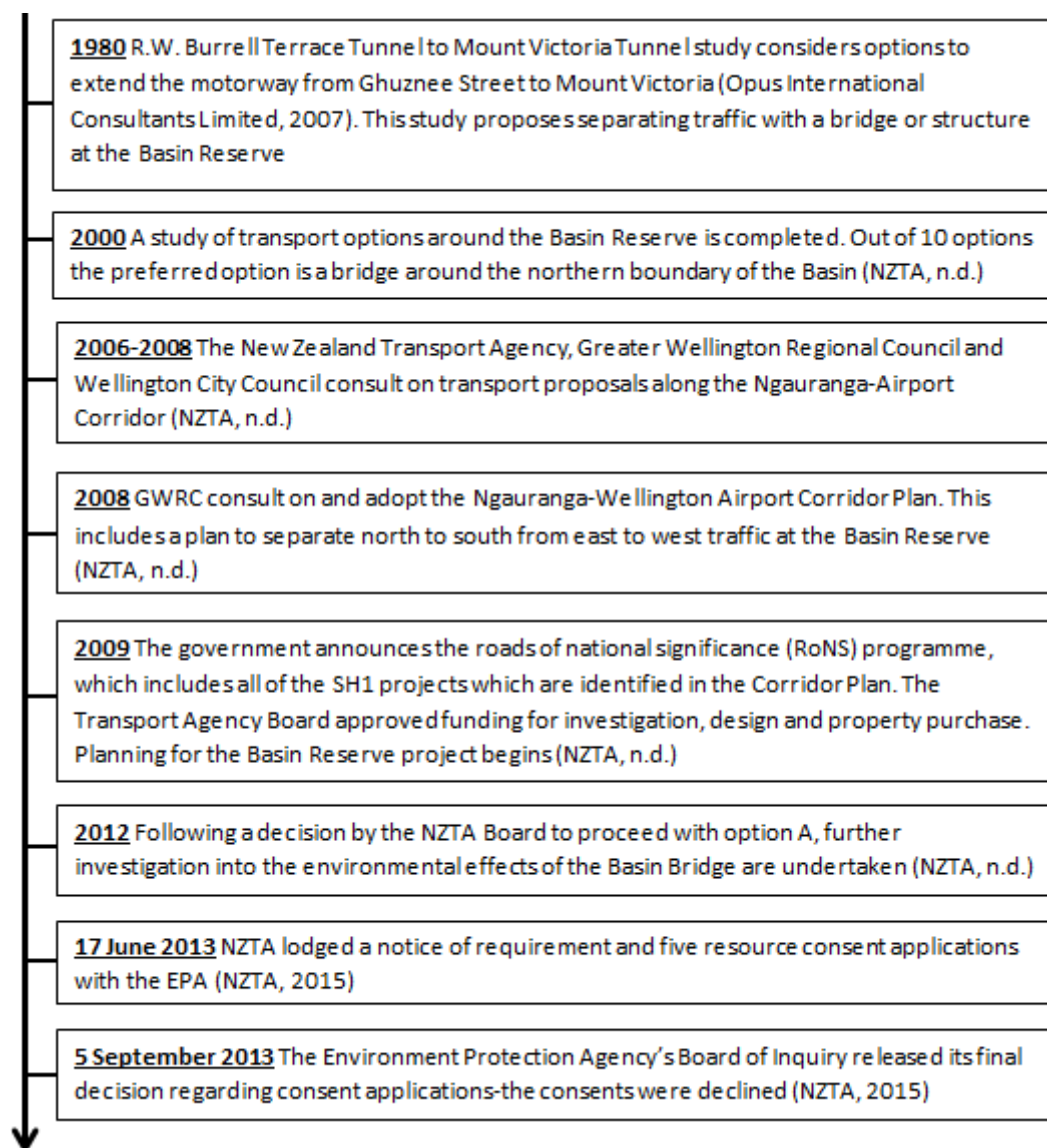 1980 R.W. Burrell Terrace Tunnel to Mount Victoria Tunnel study considers options to
extend the motorway from Ghuznee Street to Mount Victoria (Opus International
Consultants Limited, 2007). This study proposes separating traffic with a bridge or structure
at the Basin Reserve
2000 A study of transport options around the Basin Reserve is completed. Out of 10 options
the preferred option is a bridge around the northern boundary of the Basin (NZTA, n.d.)
2006-2008 The New Zealand Transport Agency, Greater Wellington Regional Council and
Wellington City Council consult on transport proposals along the Ngauranga-Airport
Corridor (NZTA, n.d.)
2008 GWRC consult on and adopt the Ngauranga-Wellington Airport Corridor Plan. This
includes a plan to separate north to south from east to west traffic at the Basin Reserve
(NZTA, n.d.)
2009 The government announces the roads of national significance (RoNS) programme,
which includes all of the SH1 projects which are identified in the Corridor Plan. The
Transport Agency Board approved funding for investigation, design and property purchase.
Planning for the Basin Reserve project begins (NZTA, n.d.)
2012 Following a decision by the NZTA Board to proceed with option A, further
investigation into the environmental effects of the Basin Bridge are undertaken (NZTA, n.d.)
17 June 2013 NZTA lodged a notice of requirement and five resource consent applications
with the EPA (NZTA, 2015)
5 September 2013 The Environment Protection Agency's Board of Inquiry released its final
decision regarding consent applications-the consents were declined (NZTA, 2015)